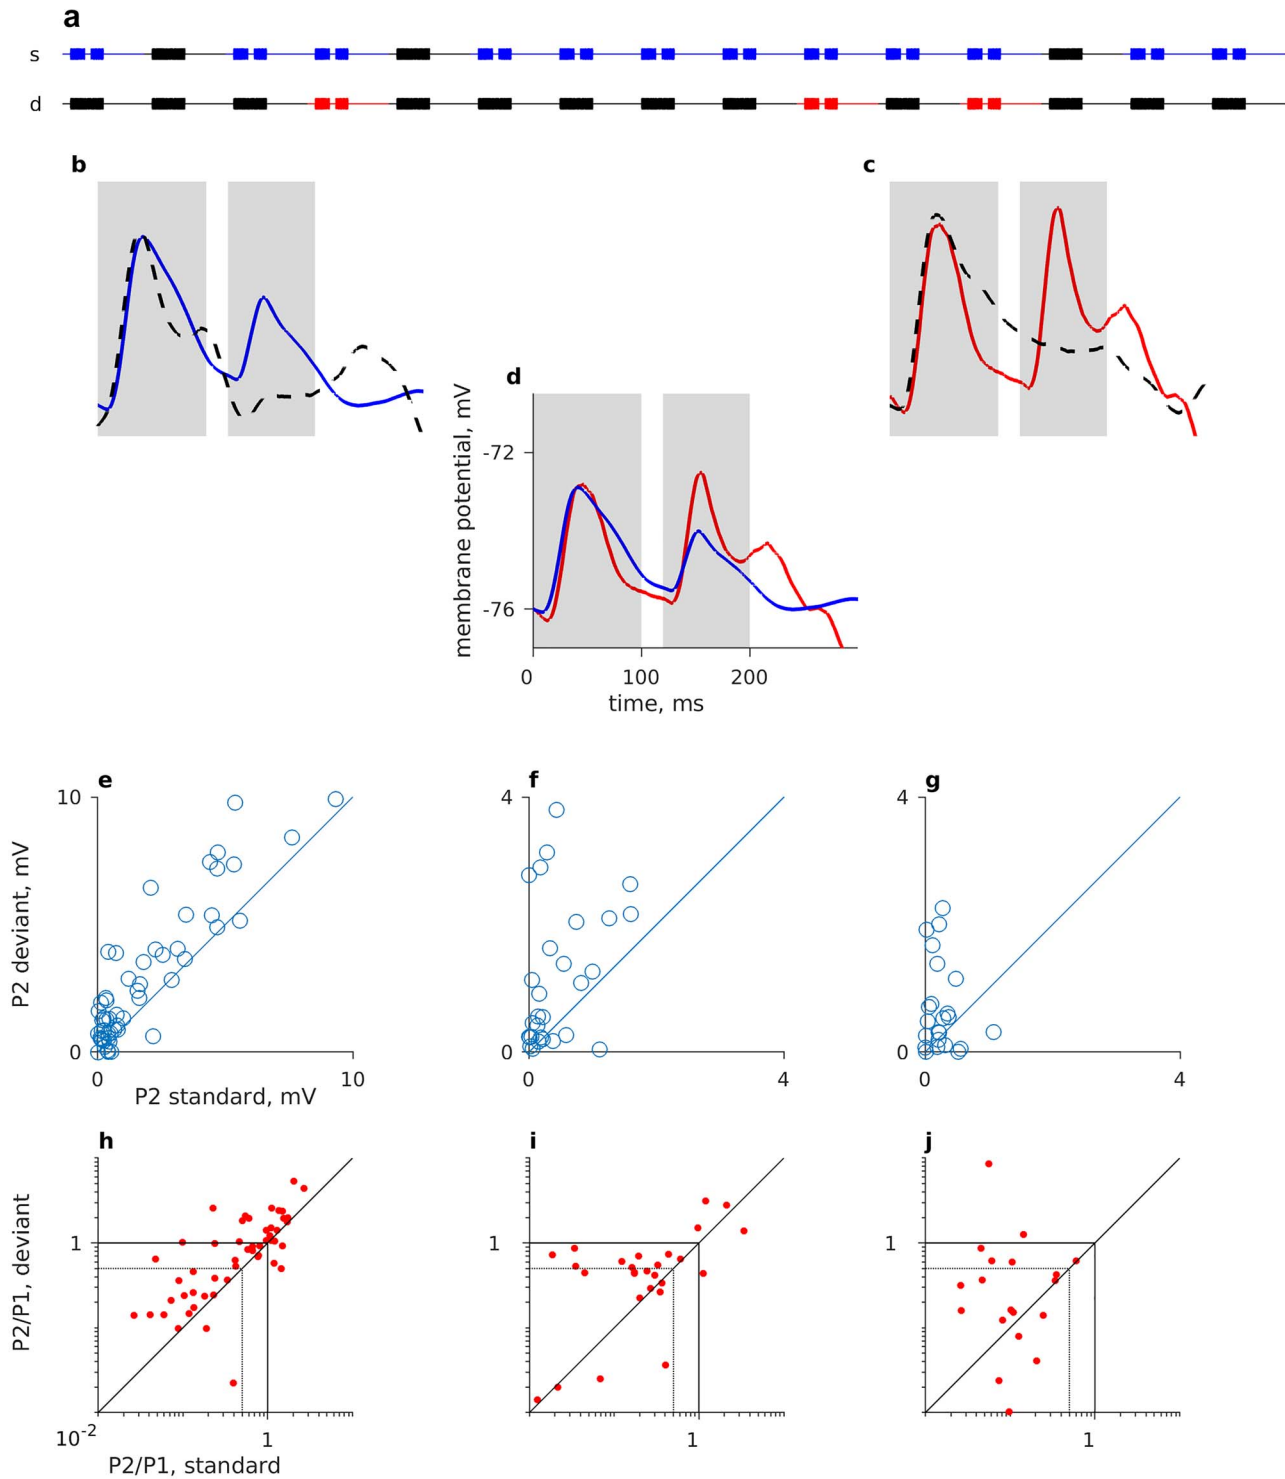 a
s
d
b
c
d
membrane potential, mV
-72
-76
0 100 200
time, ms
e f g
P2 deviant, mV
10 4 4
0 0 0
0 10 0 4 0 4
P2 standard, mV
h i j
P2/P1, deviant
1 1 1
10-2 1 1 1
P2/P1, standard